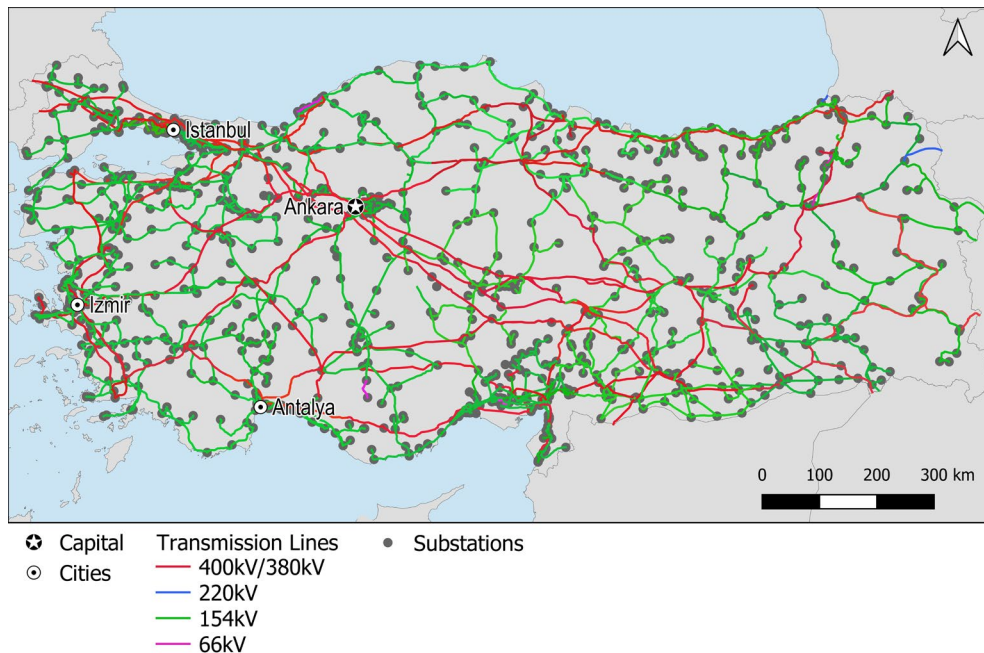 Istanbul
Ankara
Izmir
Antalya
0 100 200 300 km
Capital Transmission Lines Substations
Cities 400kV/380kV
220kV
154kV
66kV